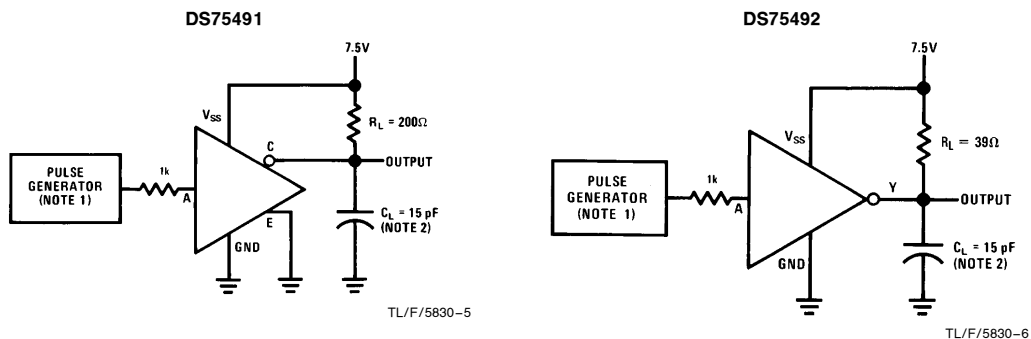 DS75491
7.5V
VSS
RL = 200Ω
C
OUTPUT
PULSE
GENERATOR
(NOTE 1)
1k
A
E
CL = 15 pF
(NOTE 2)
GND
TL/F/5830–5
DS75492
7.5V
VSS
RL = 39Ω
PULSE
GENERATOR
(NOTE 1)
1k
A
Y
OUTPUT
CL = 15 pF
(NOTE 2)
GND
TL/F/5830–6